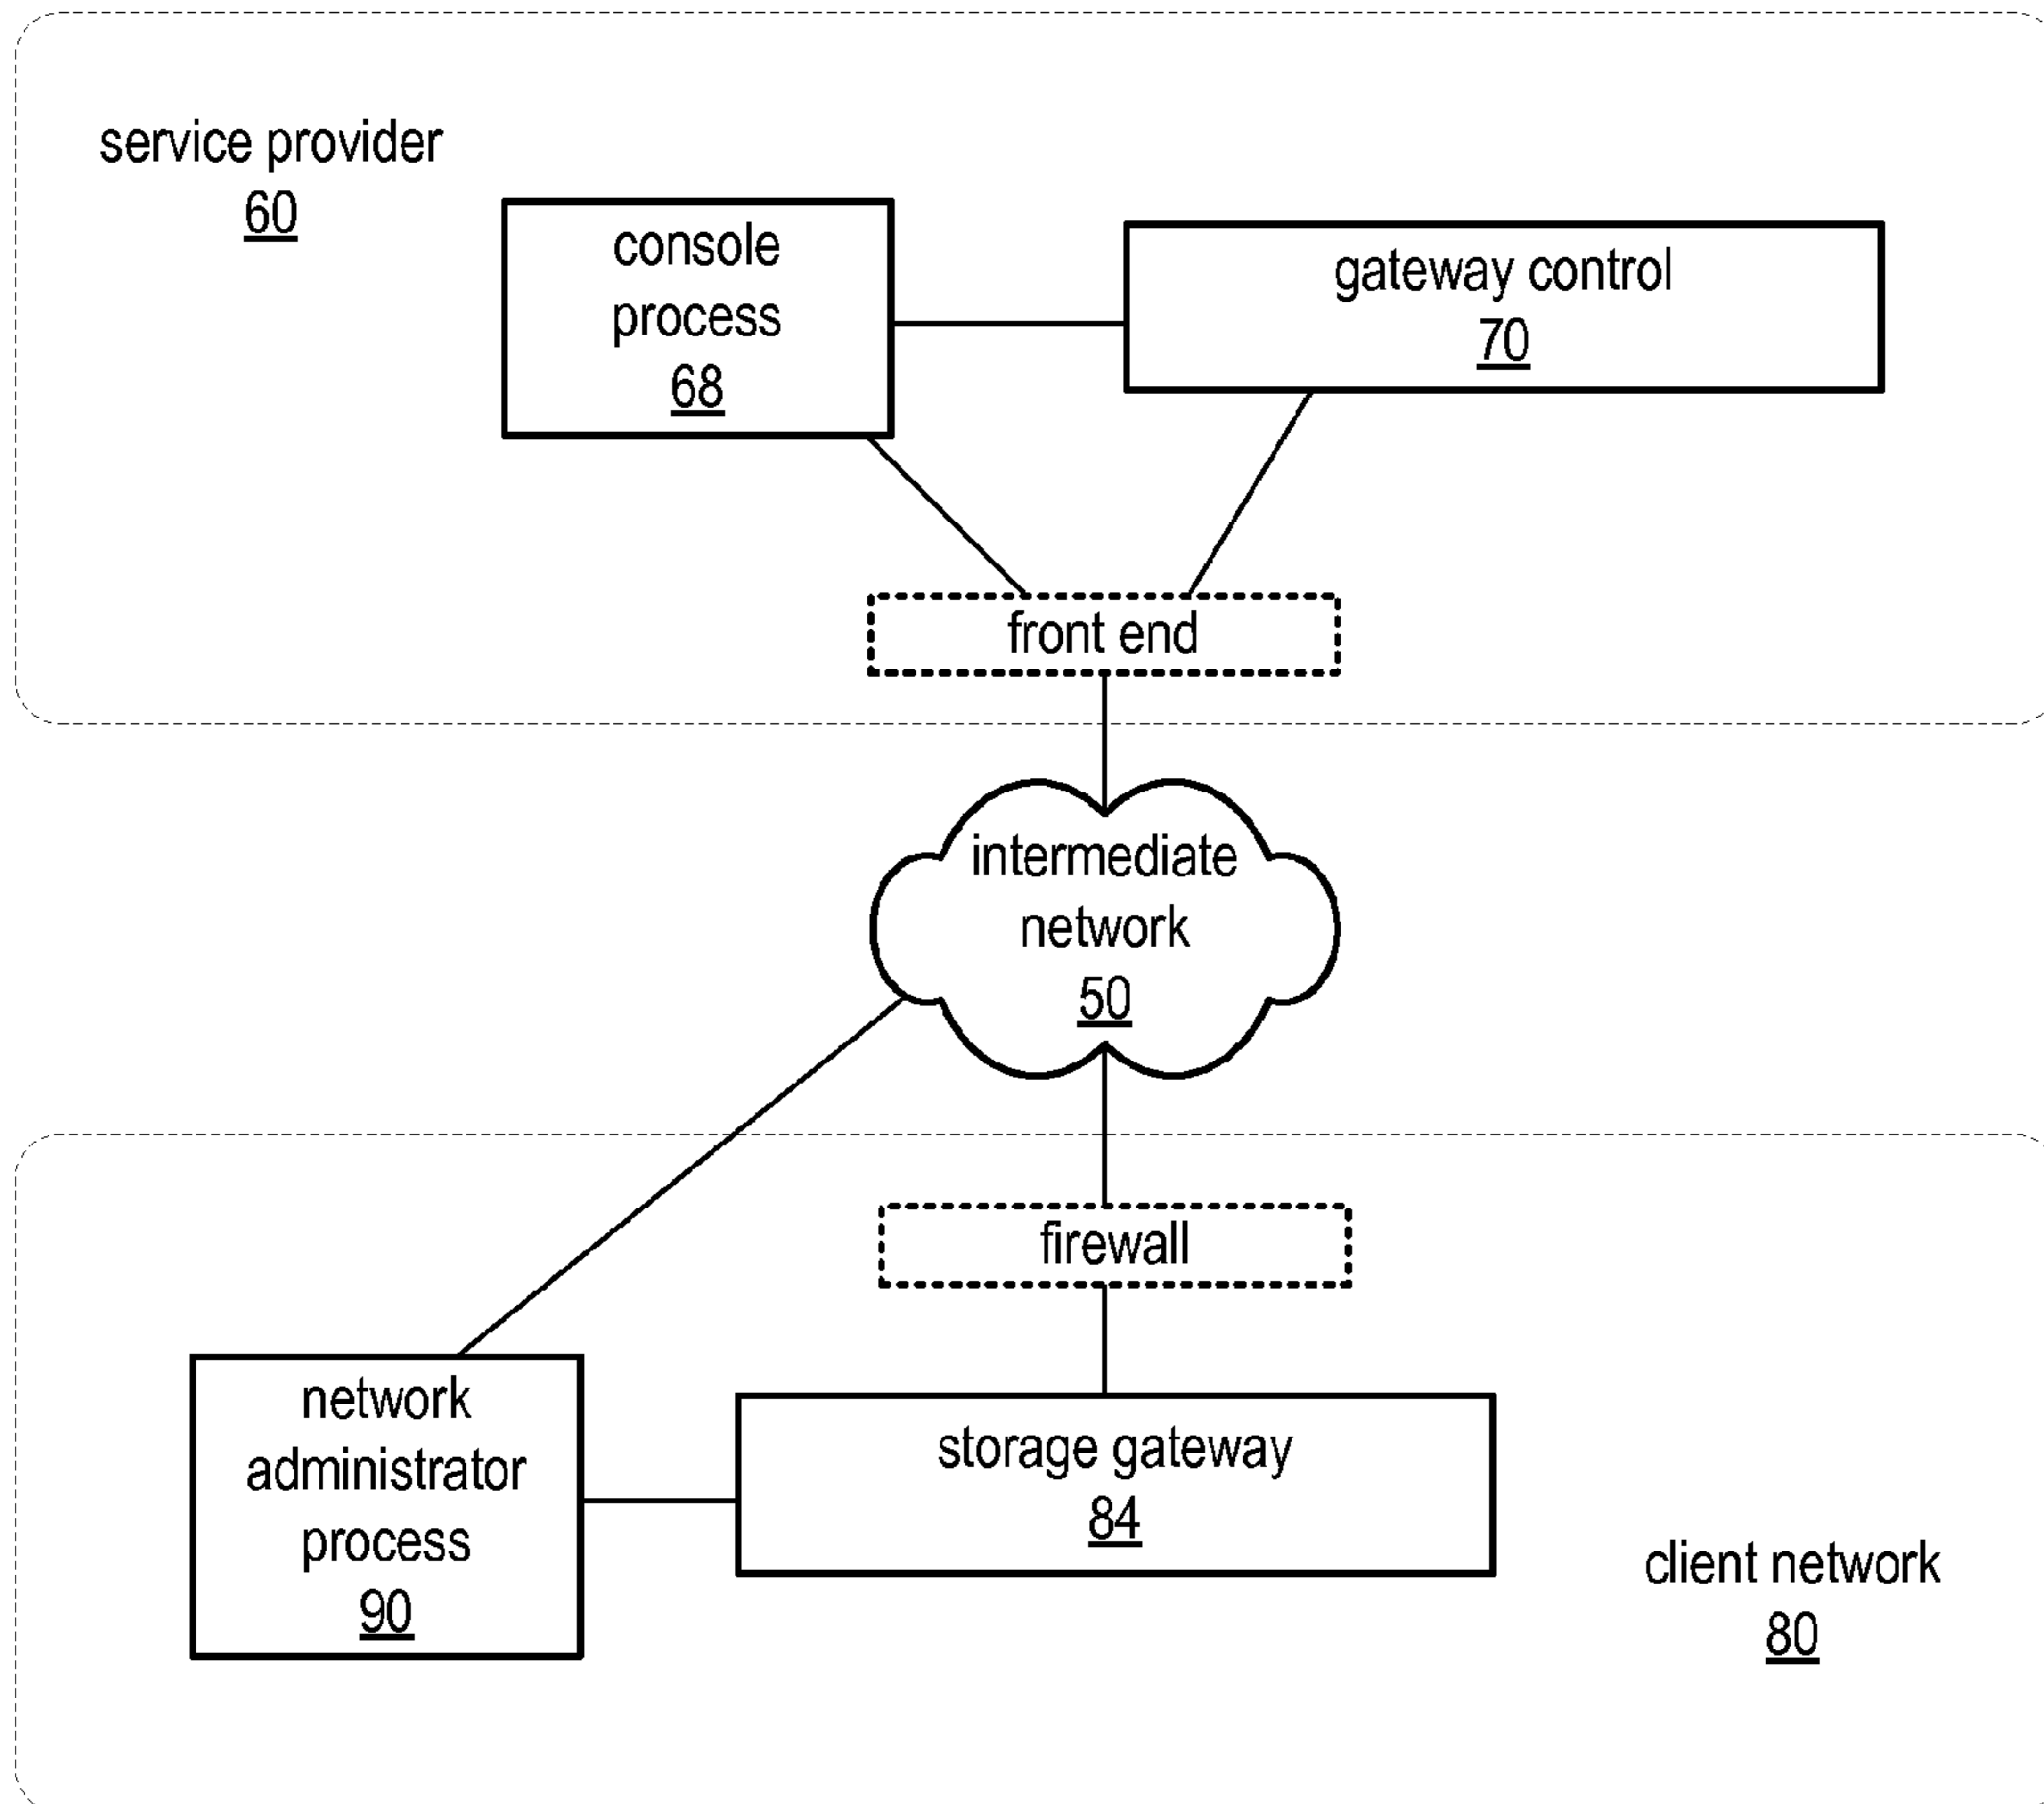 service provider
60
console
process
68
gateway control
70
front end
intermediate
network
50
firewall
network
administrator
process
90
storage gateway
84
client network
80